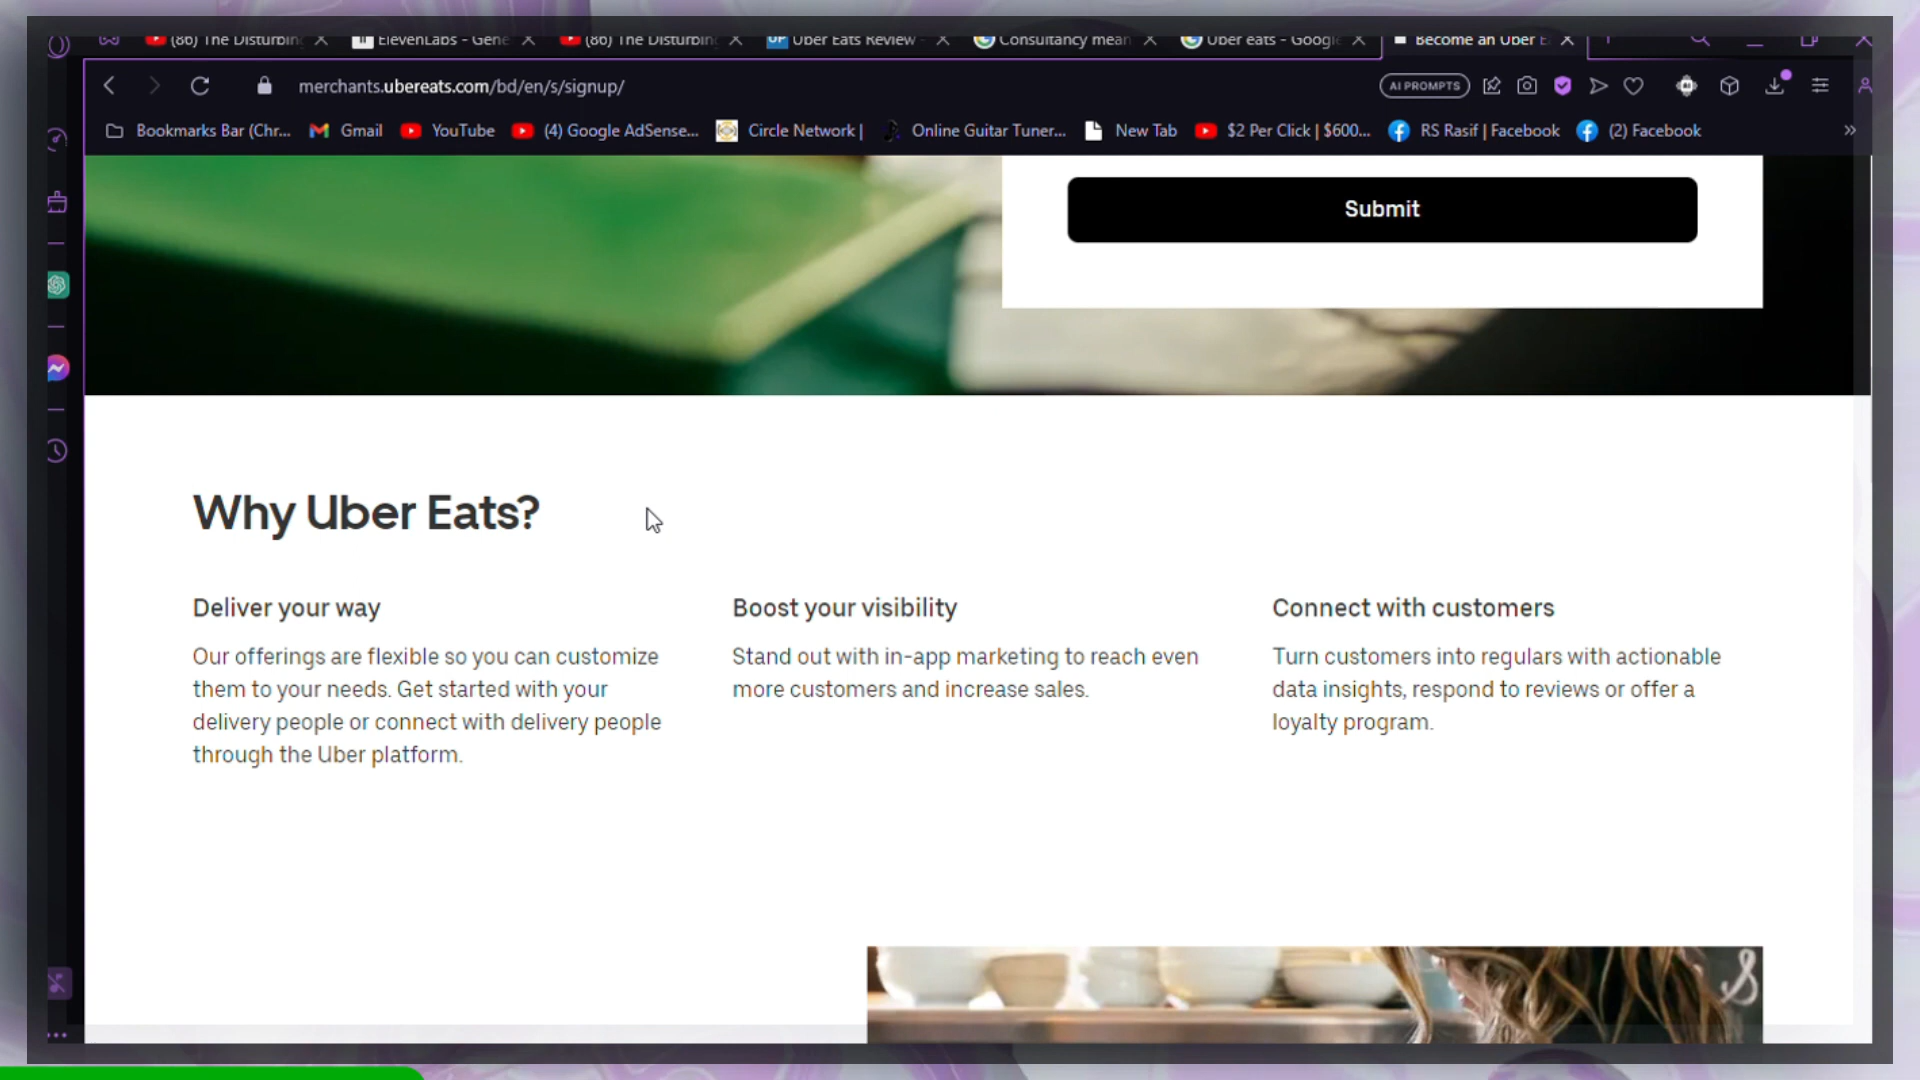 (86) The Disturbin
ElevenLabs - Gene
(86) The Disturbin
UP Uber Eats Review -
Consultancy mean
Uber eats - Google
Become an Uber E
merchants.ubereats.com/bd/en/s/signup/
AI PROMPTS
Bookmarks Bar (Chr...
Gmail
YouTube
(4) Google AdSense...
Circle Network |
Online Guitar Tuner...
New Tab
$2 Per Click | $600...
RS Rasif | Facebook
(2) Facebook
Submit
Why Uber Eats?
Deliver your way
Our offerings are flexible so you can customize
them to your needs. Get started with your
delivery people or connect with delivery people
through the Uber platform.
Boost your visibility
Stand out with in-app marketing to reach even
more customers and increase sales.
Connect with customers
Turn customers into regulars with actionable
data insights, respond to reviews or offer a
loyalty program.